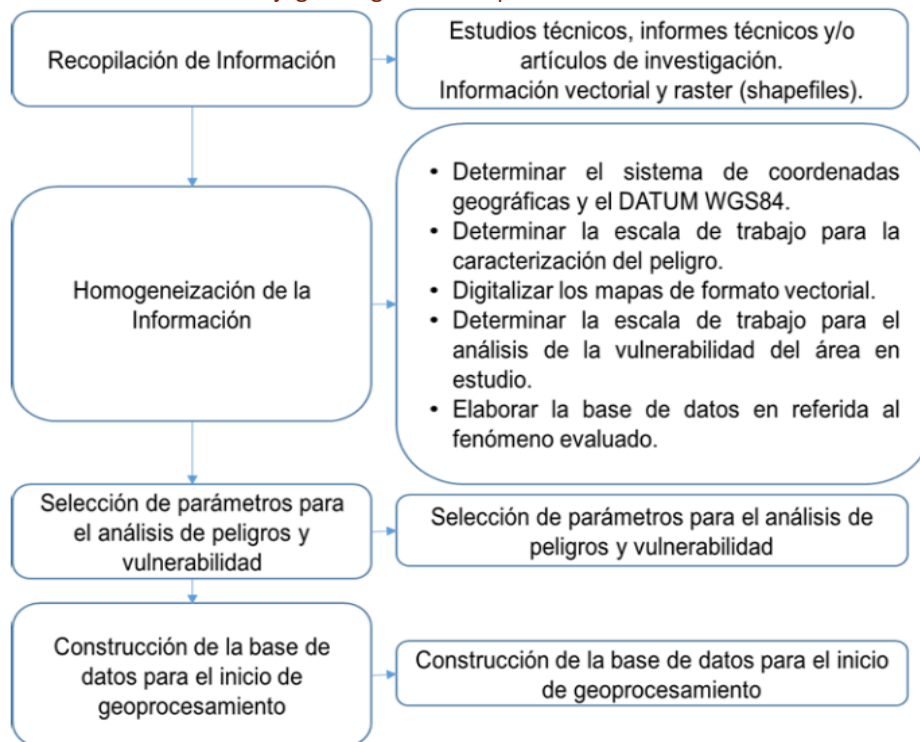 Recopilación de Información
Estudios técnicos, informes técnicos y/o
artículos de investigación.
Información vectorial y raster (shapefiles).
Homogeneización de la
Información
• Determinar el sistema de coordenadas
geográficas y el DATUM WGS84.
• Determinar la escala de trabajo para la
caracterización del peligro.
• Digitalizar los mapas de formato vectorial.
• Determinar la escala de trabajo para el
análisis de la vulnerabilidad del área en
estudio.
• Elaborar la base de datos en referida al
fenómeno evaluado.
Selección de parámetros para
el análisis de peligros y
vulnerabilidad
Selección de parámetros para el análisis de
peligros y vulnerabilidad
Construcción de la base de
datos para el inicio de
geoprocesamiento
Construcción de la base de datos para el inicio
de geoprocesamiento